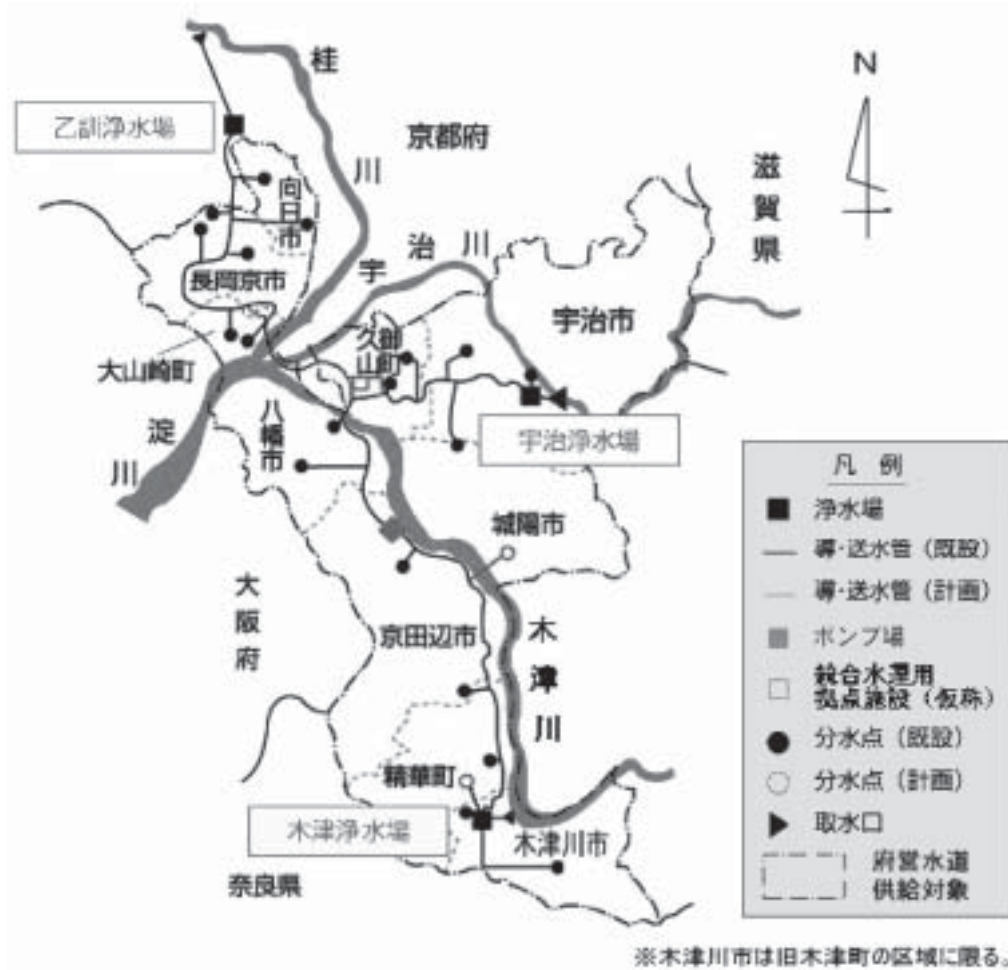 桂川
N
乙訓浄水場
京都府
滋賀県
向日市
宇治川
長岡京市
久御山町
宇治市
大山崎町
八幡市
淀川
宇治浄水場
城陽市
大阪府
京田辺市
木津川
精華町
木津浄水場
木津川市
奈良県
凡 例
浄水場
導・送水管（既設）
導・送水管（計画）
ポンプ場
統合水運用
拠点施設（仮称）
分水点（既設）
分水点（計画）
取水口
府営水道
供給対象
※木津川市は旧木津町の区域に限る。